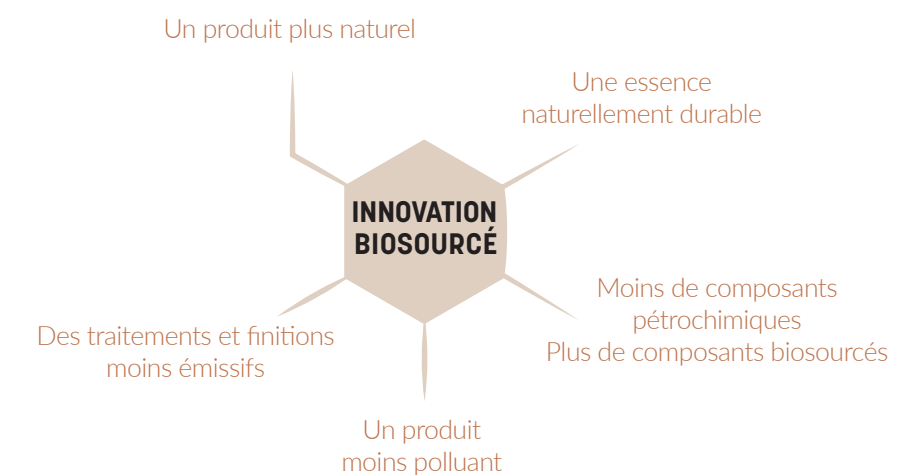 Un produit plus naturel
Une essence
naturellement durable
INNOVATION
BIOSOURCÉ
Moins de composants
pétrochimiques
Plus de composants biosourcés
Des traitements et finitions
moins émissifs
Un produit
moins polluant